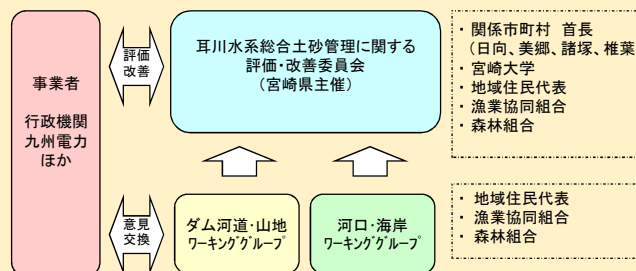 事業者
行政機関
九州電力
ほか
評価
改善
耳川水系総合土砂管理に関する
評価・改善委員会
(宮崎県主催)
・ 関係市町村　首長
(日向、美郷、諸塚、椎葉
・ 宮崎大学
・ 地域住民代表
・ 漁業協同組合
・ 森林組合
意見
交換
ダム河道・山地
ワーキンググループ
河口・海岸
ワーキンググループ
・ 地域住民代表
・ 漁業協同組合
・ 森林組合